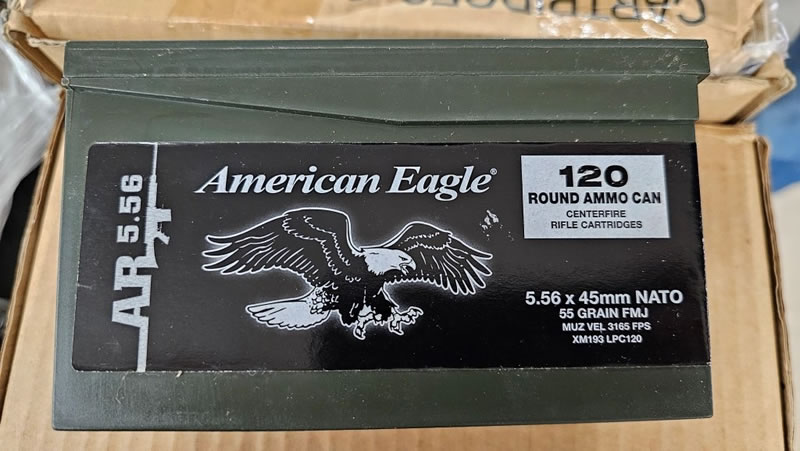 CARTRIDGES
AR 5.56
American Eagle®
120
ROUND AMMO CAN
CENTERFIRE
RIFLE CARTRIDGES
5.56 x 45mm NATO
55 GRAIN FMJ
MUZ VEL 3165 FPS
XM193 LPC120